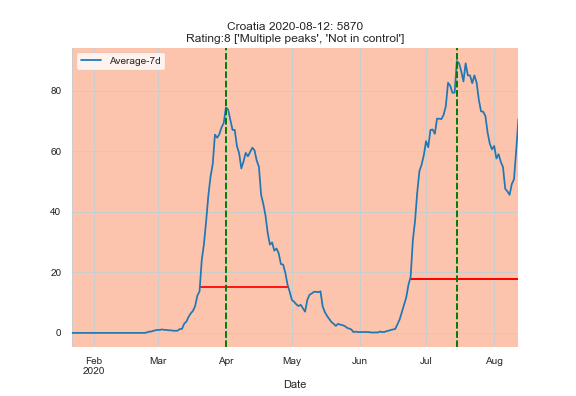 Croatia 2020-08-12: 5870
Rating:8 ['Multiple peaks', 'Not in control']
Average-7d
80
60
40
20
0
Feb
2020
Mar
Apr
May
Jun
Jul
Aug
Date